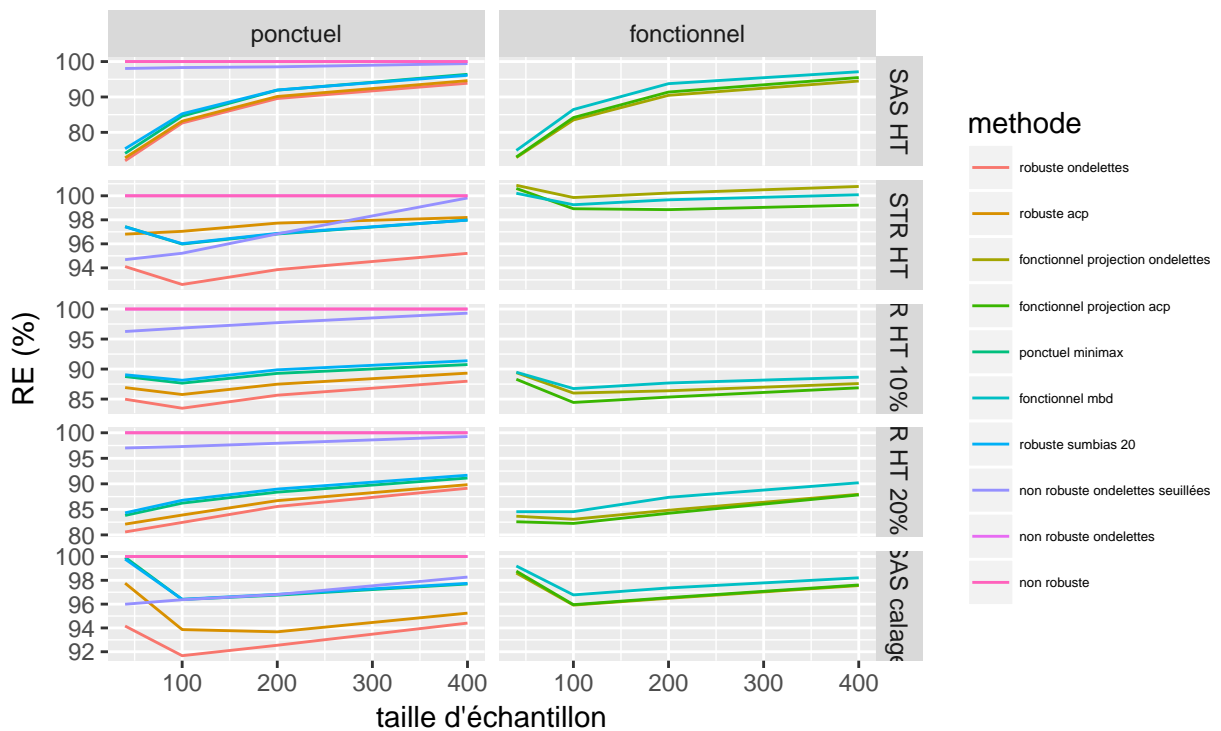 ponctuel
fonctionnel
100
90
80
SAS HT
100
98
96
94
STR HT
100
95
90
85
R HT 10%
100
95
90
85
80
R HT 20%
100
98
96
94
92
SAS calage
100
200
300
400
100
200
300
400
taille d'échantillon
RE (%)
methode
robuste ondelettes
robuste acp
fonctionnel projection ondelettes
fonctionnel projection acp
ponctuel minimax
fonctionnel mbd
robuste sumbias 20
non robuste ondelettes seuillées
non robuste ondelettes
non robuste